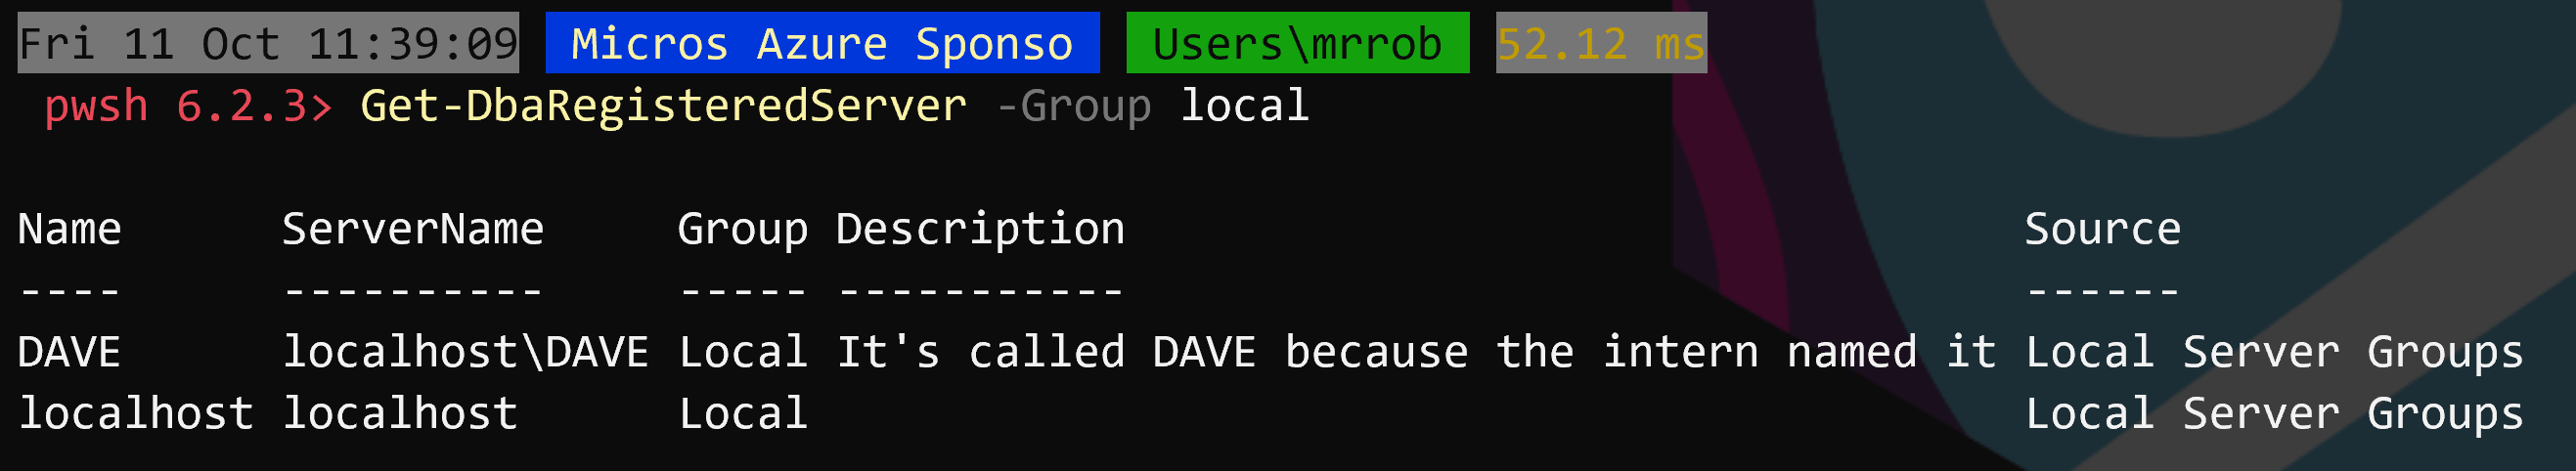 Fri 11 Oct 11:39:09 Micros Azure Sponso Users\mrrob 52.12 ms
pwsh 6.2.3> Get-DbaRegisteredServer -Group local
Name ServerName Group Description Source
---- ---------- ----- ----------- ------
DAVE localhost\DAVE Local It's called DAVE because the intern named it Local Server Groups
localhost localhost Local Local Server Groups